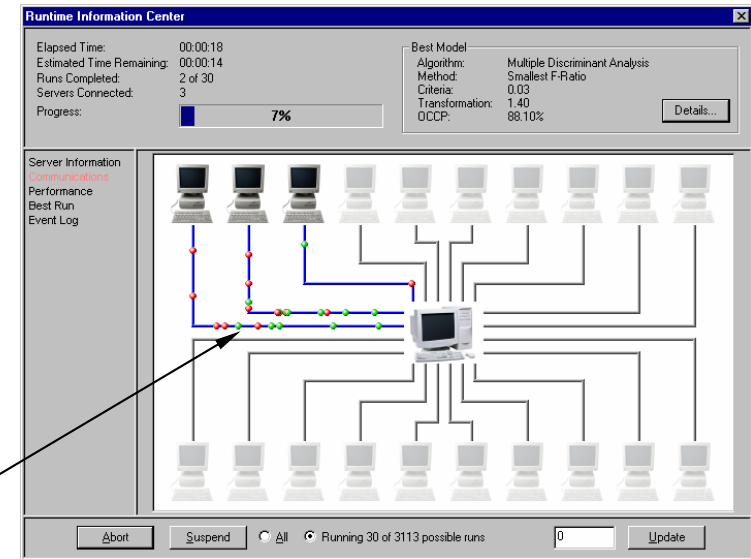 Runtime Information Center
Elapsed Time: 00:00:18
Estimated Time Remaining: 00:00:14
Runs Completed: 2 of 30
Servers Connected: 3
Progress: 7%
Best Model
Algorithm: Multiple Discriminant Analysis
Method: Smallest F-Ratio
Criteria: 0.03
Transformation: 1.40
OCCP: 88.10%
Details...
Server Information
Communications
Performance
Best Run
Event Log
Abort Suspend All Running 30 of 3113 possible runs 0 Update